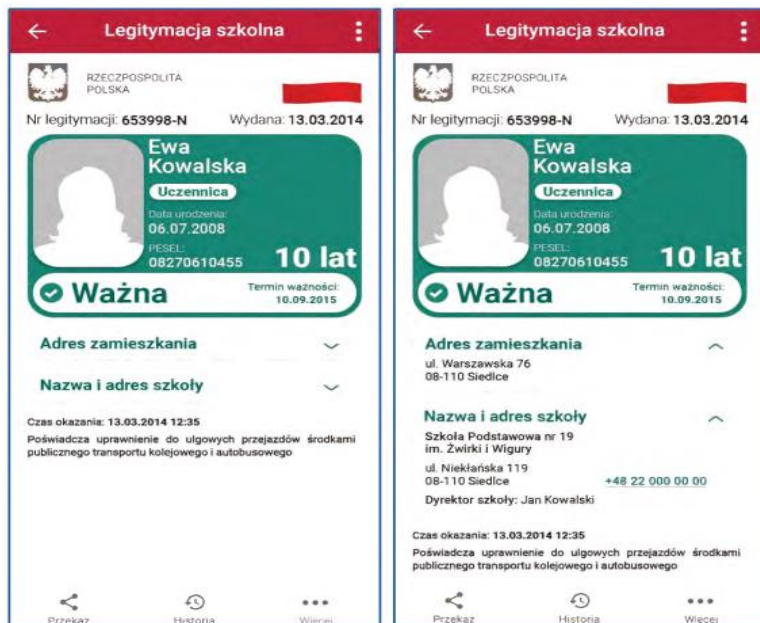 Legitymacja szkolna
RZECZPOSPOLITA
POLSKA
Nr legitymacji: 653998-N Wydana: 13.03.2014
Ewa
Kowalska
Uczennica
Data urodzenia:
06.07.2008
PESEL:
08270610455 10 lat
Ważna Termin ważności:
10.09.2015
Adres zamieszkania
Nazwa i adres szkoły
Czas okazania: 13.03.2014 12:35
Poświadcza uprawnienie do ulgowych przejazdów środkami
publicznego transportu kolejowego i autobusowego
Przekaż Historia Więcej
Legitymacja szkolna
RZECZPOSPOLITA
POLSKA
Nr legitymacji: 653998-N Wydana: 13.03.2014
Ewa
Kowalska
Uczennica
Data urodzenia:
06.07.2008
PESEL:
08270610455 10 lat
Ważna Termin ważności:
10.09.2015
Adres zamieszkania
ul. Warszawska 76
08-110 Siedlce
Nazwa i adres szkoły
Szkoła Podstawowa nr 19
im. Żwirki i Wigury
ul. Niekłańska 119
08-110 Siedlce +48 22 000 00 00
Dyrektor szkoły: Jan Kowalski
Czas okazania: 13.03.2014 12:35
Poświadcza uprawnienie do ulgowych przejazdów środkami
publicznego transportu kolejowego i autobusowego
Przekaż Historia Więcej